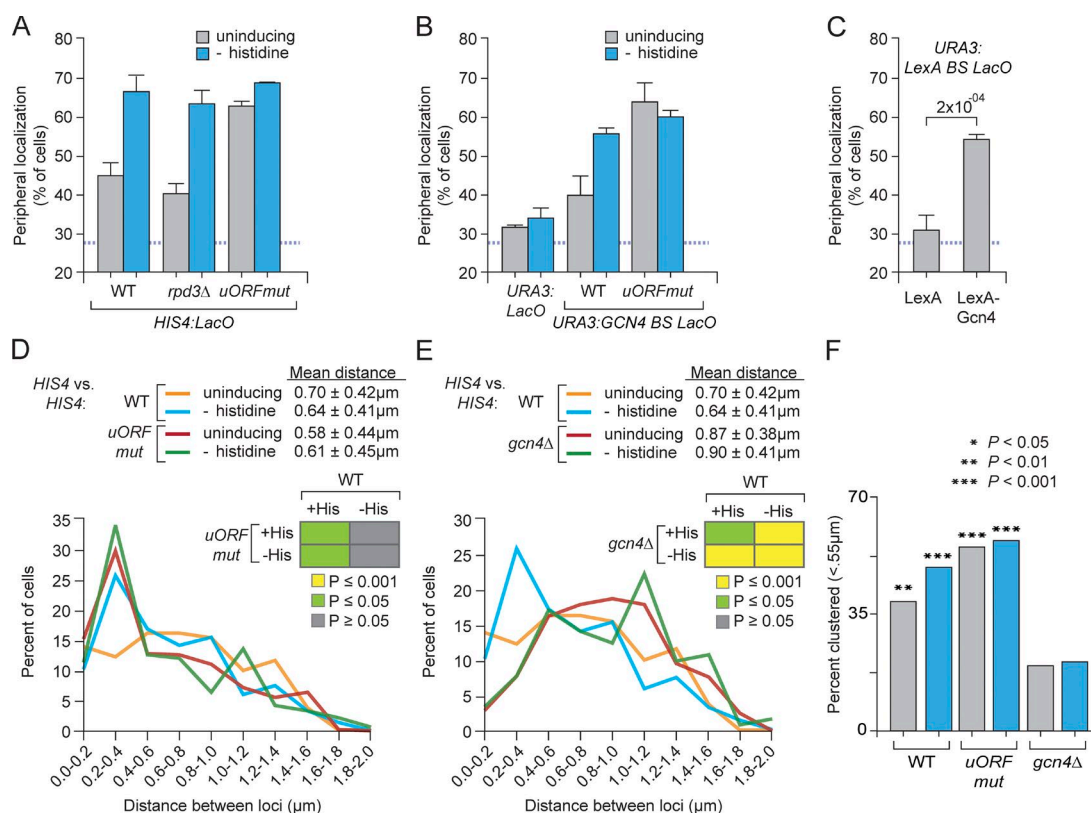 A
uninducing
- histidine
Peripheral localization
(% of cells)
80
70
60
50
40
30
20
WT
rpd3Δ
uORFmut
HIS4:LacO
B
uninducing
- histidine
Peripheral localization
(% of cells)
80
70
60
50
40
30
20
URA3:
LacO
WT
uORFmut
URA3:GCN4 BS LacO
C
URA3:
LexA BS LacO
2x10-04
Peripheral localization
(% of cells)
80
70
60
50
40
30
20
LexA
LexA-
Gcn4
D
Mean distance
HIS4 vs.
HIS4:
WT
uninducing 0.70 ± 0.42µm
- histidine 0.64 ± 0.41µm
uORF
mut
uninducing 0.58 ± 0.44µm
- histidine 0.61 ± 0.45µm
WT
+His -His
uORF
mut
+His
-His
P ≤ 0.001
P ≤ 0.05
P ≥ 0.05
Percent of cells
35
30
25
20
15
10
5
0
0.0-0.2
0.2-0.4
0.4-0.6
0.6-0.8
0.8-1.0
1.0-1.2
1.2-1.4
1.4-1.6
1.6-1.8
1.8-2.0
Distance between loci (µm)
E
Mean distance
HIS4 vs.
HIS4:
WT
uninducing 0.70 ± 0.42µm
- histidine 0.64 ± 0.41µm
gcn4Δ
uninducing 0.87 ± 0.38µm
- histidine 0.90 ± 0.41µm
WT
+His -His
gcn4Δ
+His
-His
P ≤ 0.001
P ≤ 0.05
P ≥ 0.05
Percent of cells
30
25
20
15
10
5
0
0.0-0.2
0.2-0.4
0.4-0.6
0.6-0.8
0.8-1.0
1.0-1.2
1.2-1.4
1.4-1.6
1.6-1.8
1.8-2.0
Distance between loci (µm)
F
* P < 0.05
** P < 0.01
*** P < 0.001
Percent clustered (<.55µm)
70
35
0
**
***
***
***
WT
uORF
mut
gcn4Δ